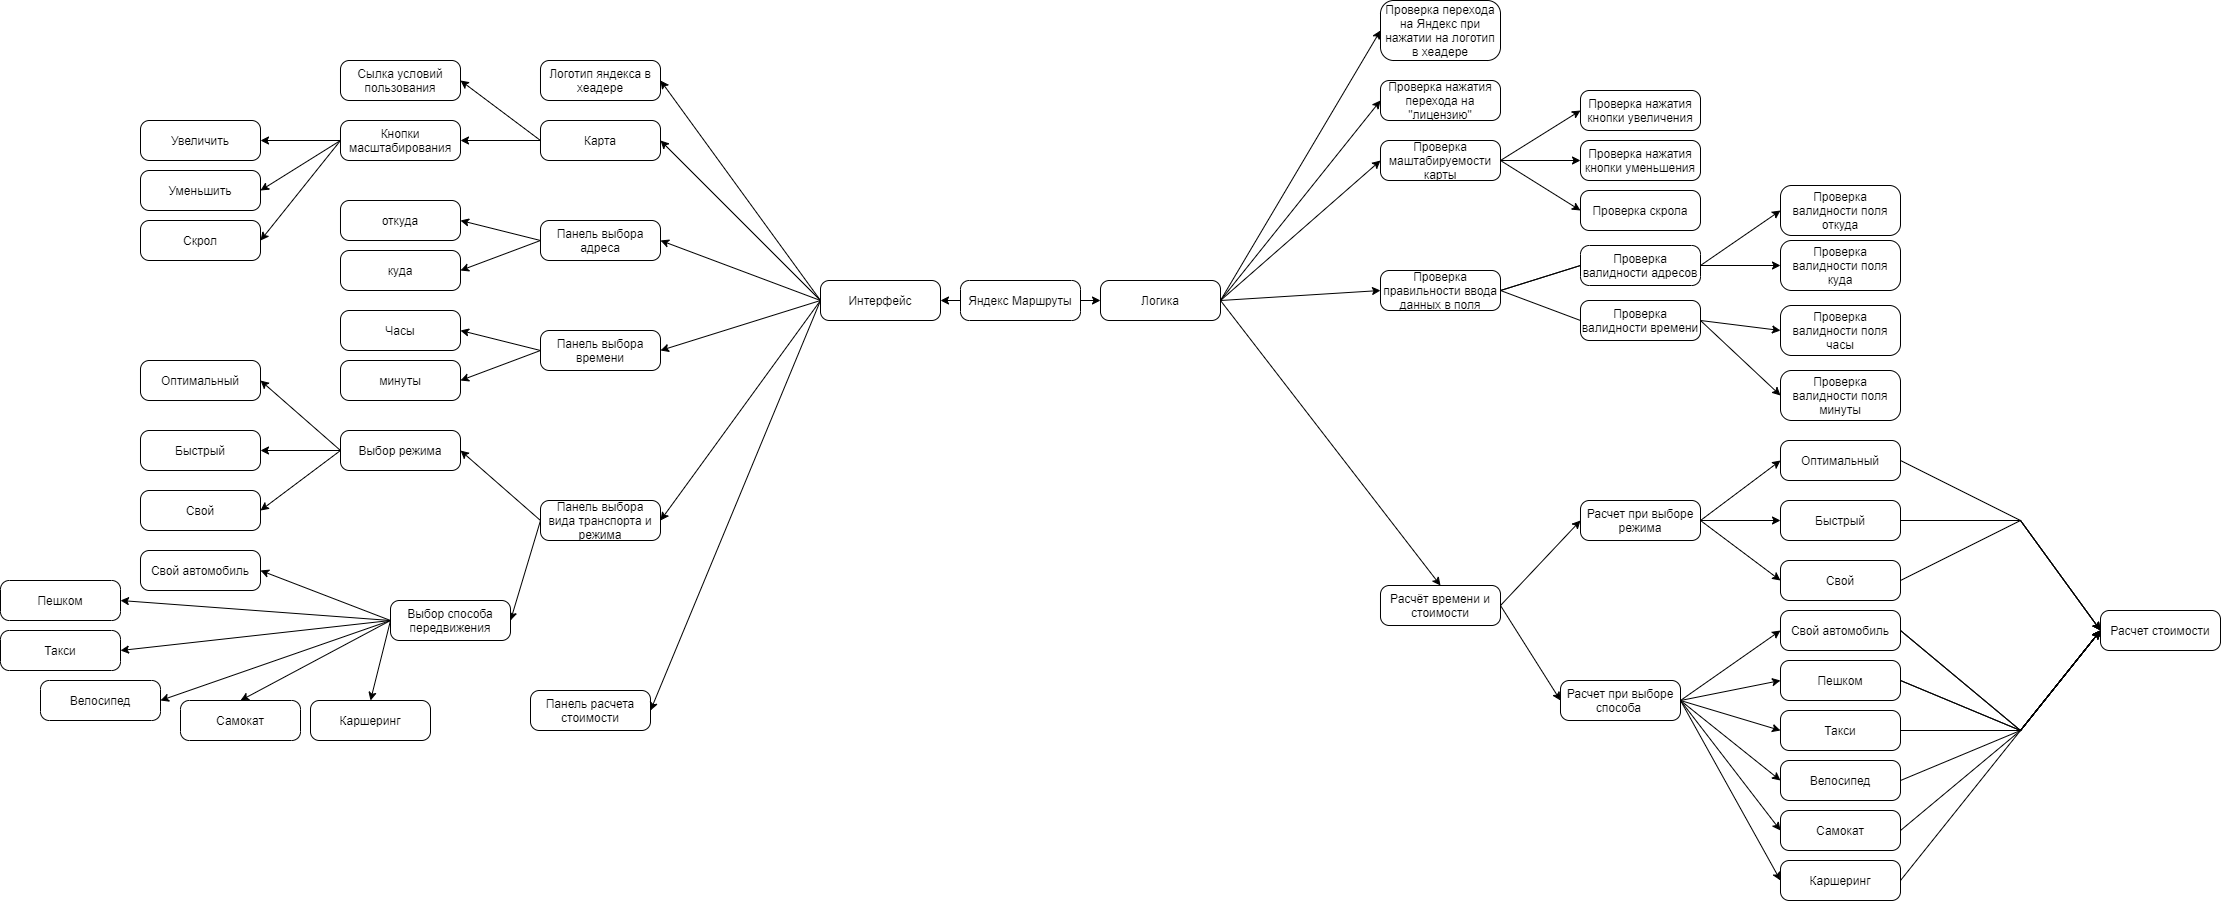 Проверка перехода
на Яндекс при
нажатии на логотип
в хеадере
Сылка условий
пользования
Логотип яндекса в
хеадере
Проверка нажатия
перехода на
"лицензию"
Проверка нажатия
кнопки увеличения
Увеличить
Кнопки
масштабирования
Карта
Проверка
маштабируемости
карты
Проверка нажатия
кнопки уменьшения
Уменьшить
Проверка скрола
Проверка
валидности поля
откуда
Скрол
откуда
Панель выбора
адреса
куда
Проверка
валидности адресов
Проверка
валидности поля
куда
Интерфейс
Яндекс Маршруты
Логика
Проверка
правильности ввода
данных в поля
Проверка
валидности времени
Проверка
валидности поля
часы
Часы
Панель выбора
времени
минуты
Проверка
валидности поля
минуты
Оптимальный
Быстрый
Выбор режима
Свой
Панель выбора
вида транспорта и
режима
Расчет при выборе
режима
Оптимальный
Быстрый
Свой
Свой автомобиль
Пешком
Выбор способа
передвижения
Такси
Велосипед
Самокат
Каршеринг
Панель расчета
стоимости
Расчёт времени и
стоимости
Расчет при выборе
способа
Свой автомобиль
Пешком
Такси
Велосипед
Самокат
Каршеринг
Расчет стоимости